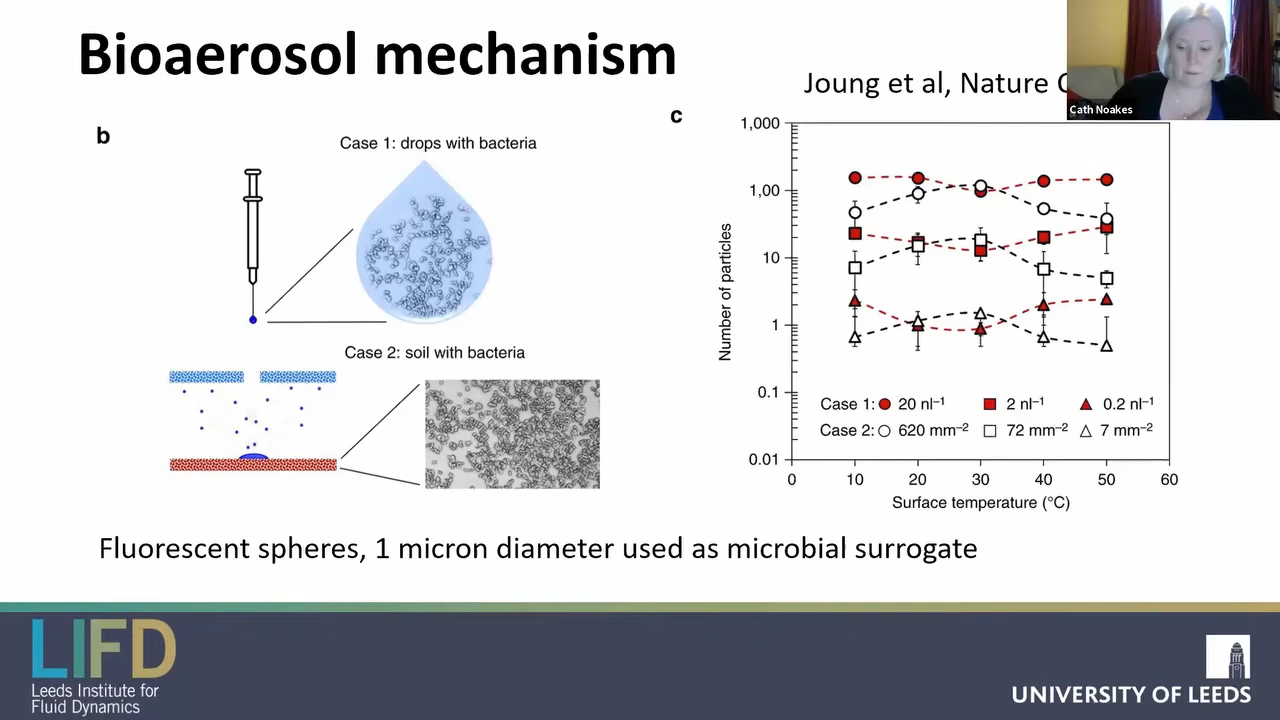 Bioaerosol mechanism
Joung et al, Nature
Cath Noakes
b
Case 1: drops with bacteria
Case 2: soil with bacteria
c
1,000
1,00
10
1
0.1
0.01
Number of particles
Case 1: 20 nl–1 2 nl–1 0.2 nl–1
Case 2: 620 mm–2 72 mm–2 7 mm–2
0 10 20 30 40 50 60
Surface temperature (°C)
Fluorescent spheres, 1 micron diameter used as microbial surrogate
LIFD
Leeds Institute for
Fluid Dynamics
UNIVERSITY OF LEEDS